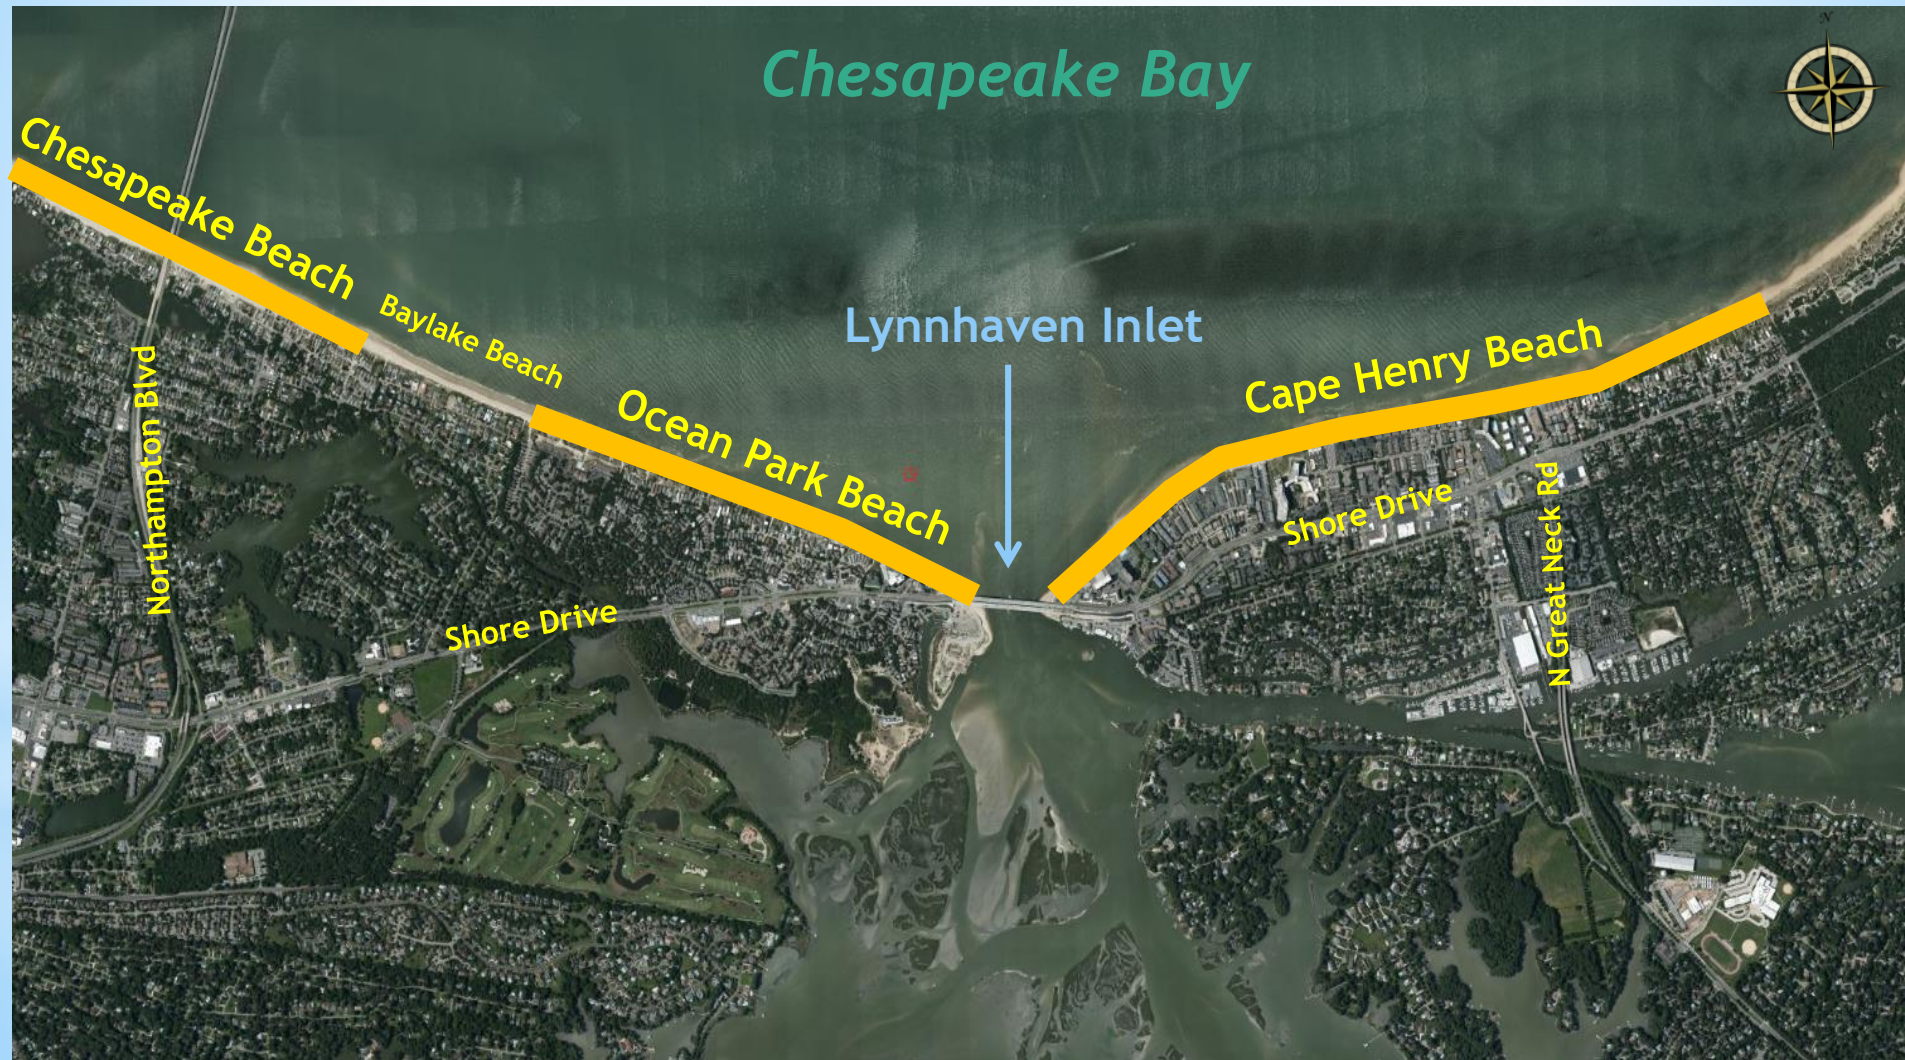 N
Chesapeake Bay
Chesapeake Beach
Baylake Beach
Lynnhaven Inlet
Ocean Park Beach
Cape Henry Beach
Northampton Blvd
Shore Drive
Shore Drive
N Great Neck Rd